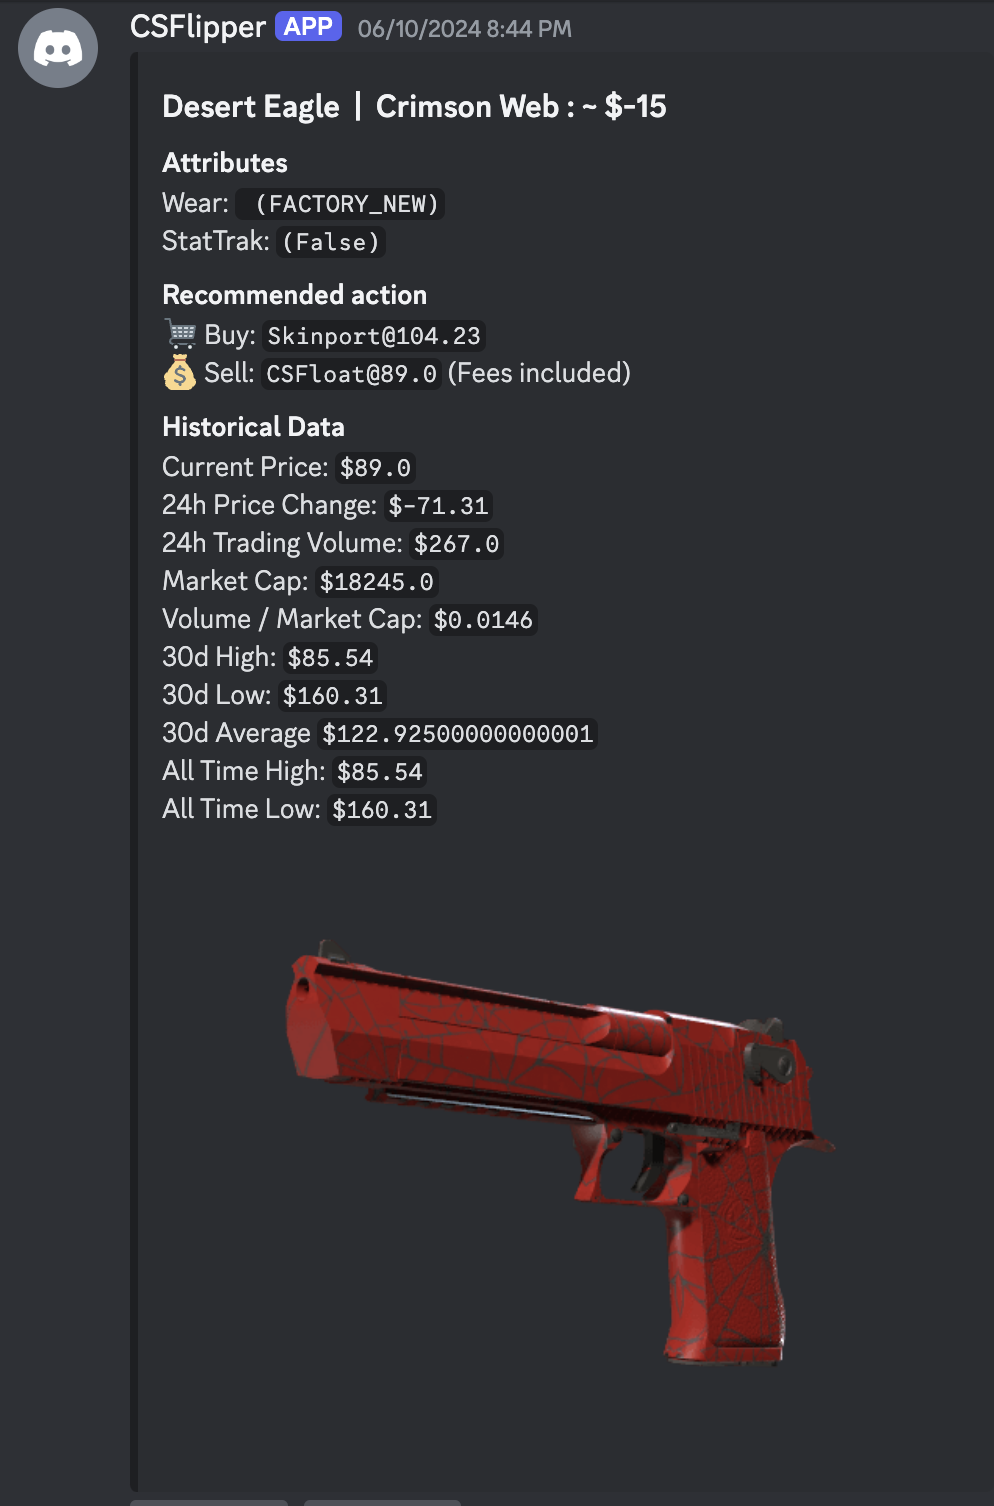 CSFlipper APP 06/10/2024 8:44 PM
Desert Eagle | Crimson Web : ~ $-15
Attributes
Wear: (FACTORY_NEW)
StatTrak: (False)
Recommended action
Buy: Skinport@104.23
Sell: CSFloat@89.0 (Fees included)
Historical Data
Current Price: $89.0
24h Price Change: $-71.31
24h Trading Volume: $267.0
Market Cap: $18245.0
Volume / Market Cap: $0.0146
30d High: $85.54
30d Low: $160.31
30d Average $122.92500000000001
All Time High: $85.54
All Time Low: $160.31